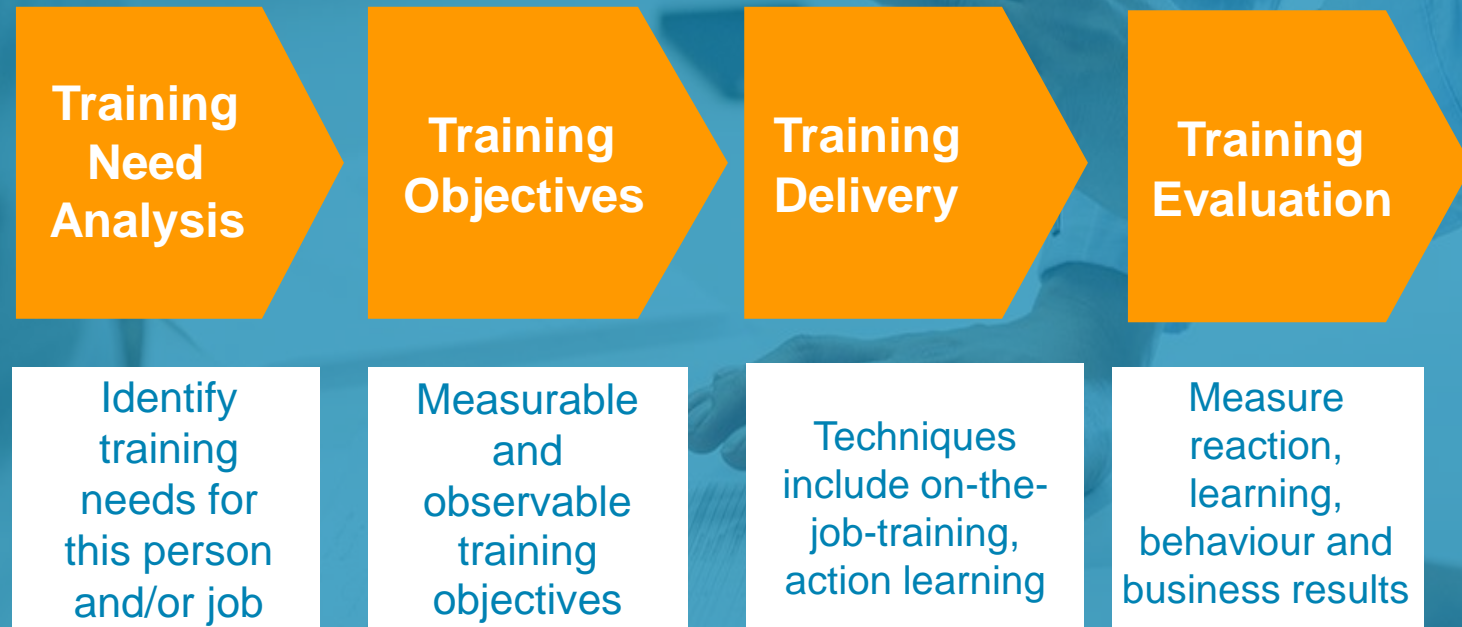 Training
Need
Analysis
Training
Objectives
Training
Delivery
Training
Evaluation
Identify
training
needs for
this person
and/or job
Measurable
and
observable
training
objectives
Techniques
include on-the-
job-training,
action learning
Measure
reaction,
learning,
behaviour and
business results